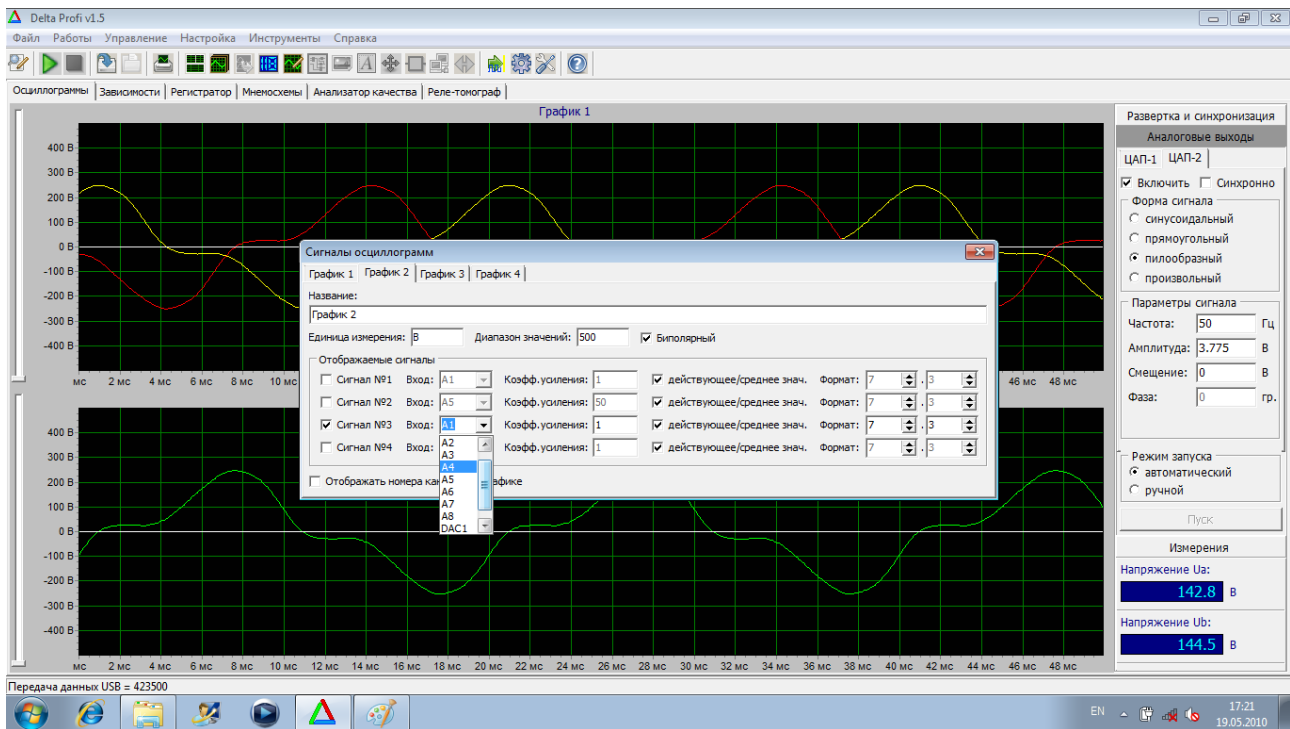 Delta Profi v1.5
Файл Работы Управление Настройка Инструменты Справка
Осциллограммы Зависимости Регистратор Мнемосхемы Анализатор качества Реле-томограф
График 1
400 В
300 В
200 В
100 В
0 В
-100 В
-200 В
-300 В
-400 В
мс 2 мс 4 мс 6 мс 8 мс 10 мс 46 мс 48 мс
Сигналы осциллограмм
График 1 График 2 График 3 График 4
Название:
График 2
Единица измерения: В Диапазон значений: 500 Биполярный
Отображаемые сигналы
Сигнал №1 Вход: A1 Коэфф.усиления: 1 действующее/среднее знач. Формат: 7 . 3
Сигнал №2 Вход: A5 Коэфф.усиления: 50 действующее/среднее знач. Формат: 7 . 3
Сигнал №3 Вход: A1 Коэфф.усиления: 1 действующее/среднее знач. Формат: 7 . 3
Сигнал №4 Вход: Коэфф.усиления: 1 действующее/среднее знач. Формат: 7 . 3
A2
A3
A4
A5
A6
A7
A8
DAC1
Отображать номера
400 В
300 В
200 В
100 В
0 В
-100 В
-200 В
-300 В
-400 В
мс 2 мс 4 мс 6 мс 8 мс 10 мс 12 мс 14 мс 16 мс 18 мс 20 мс 22 мс 24 мс 26 мс 28 мс 30 мс 32 мс 34 мс 36 мс 38 мс 40 мс 42 мс 44 мс 46 мс 48 мс
Развертка и синхронизация
Аналоговые выходы
ЦАП-1 ЦАП-2
Включить Синхронно
Форма сигнала
синусоидальный
прямоугольный
пилообразный
произвольный
Параметры сигнала
Частота: 50 Гц
Амплитуда: 3.775 В
Смещение: 0 В
Фаза: 0 гр.
Режим запуска
автоматический
ручной
Пуск
Измерения
Напряжение Ua:
142.8 В
Напряжение Ub:
144.5 В
Передача данных USB = 423500
EN
17:21
19.05.2010